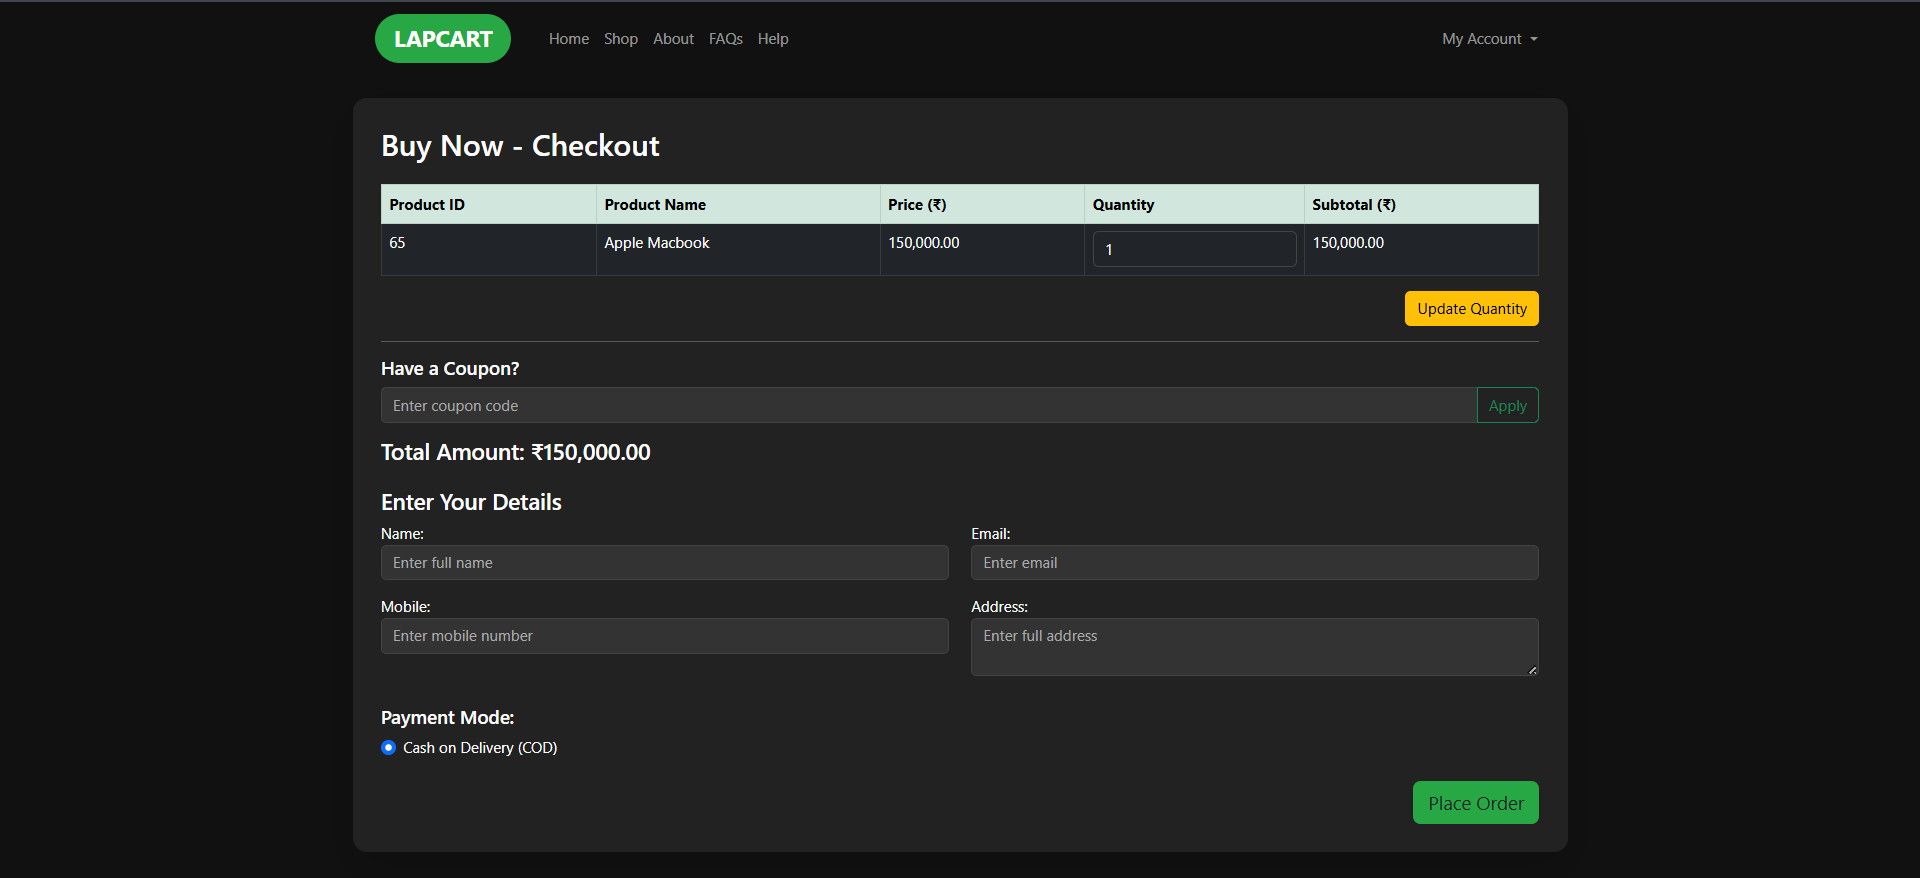 LAPCART Home Shop About FAQs Help My Account
Buy Now - Checkout
Product ID Product Name Price (₹) Quantity Subtotal (₹)
65 Apple Macbook 150,000.00 1 150,000.00
Update Quantity
Have a Coupon?
Enter coupon code Apply
Total Amount: ₹150,000.00
Enter Your Details
Name: Email:
Enter full name Enter email
Mobile: Address:
Enter mobile number Enter full address
Payment Mode:
Cash on Delivery (COD)
Place Order